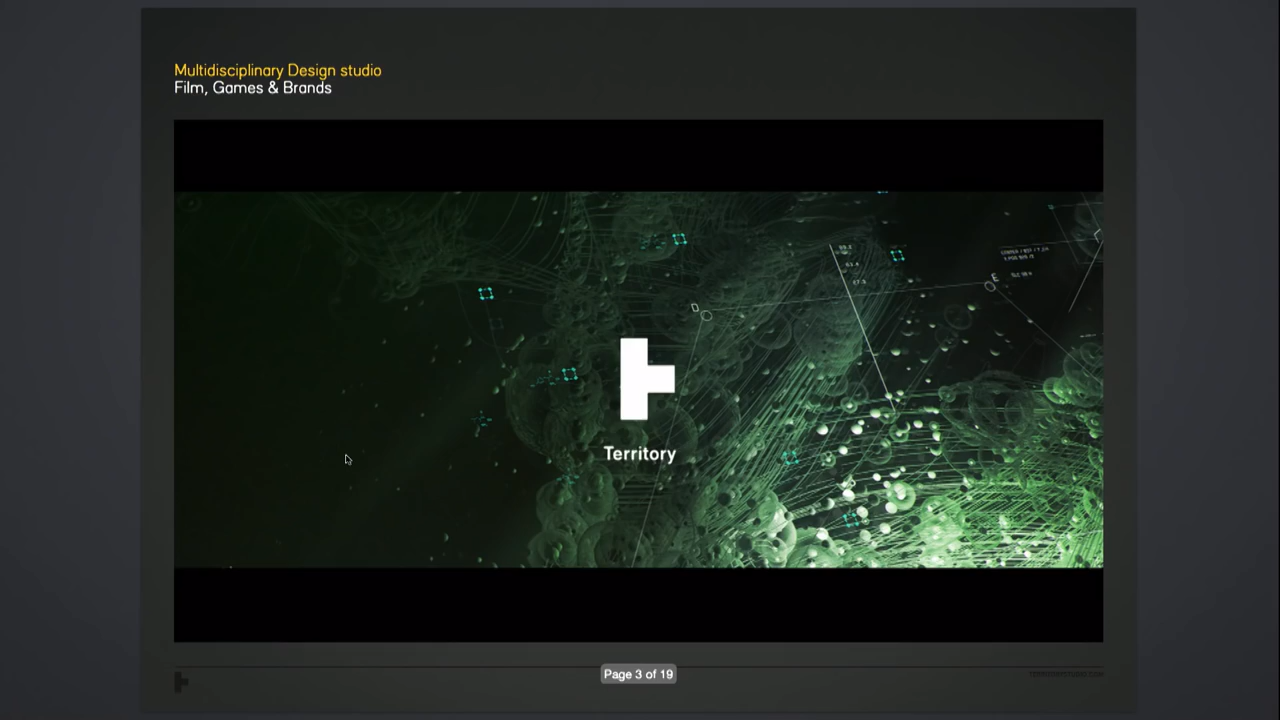 Multidisciplinary Design studio
Film, Games & Brands
D
E
Territory
Page 3 of 19